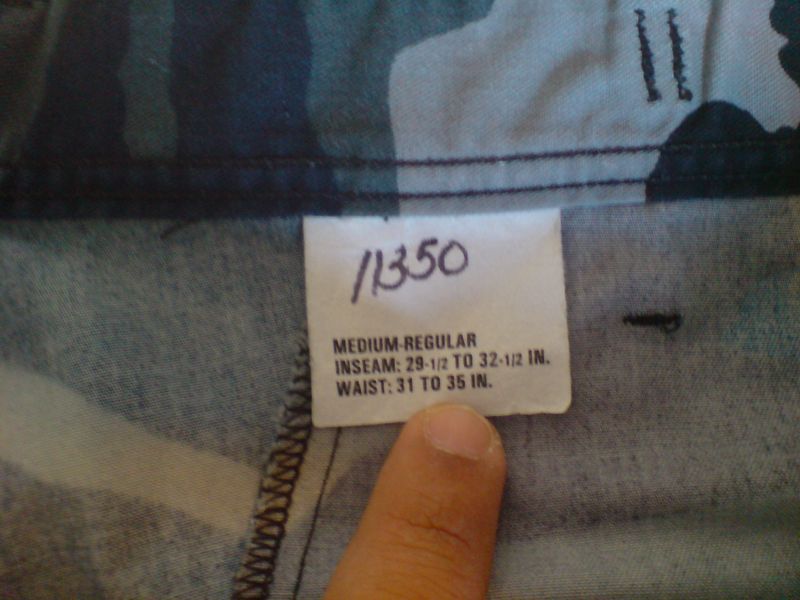 11350
MEDIUM-REGULAR
INSEAM: 29-1/2 TO 32-1/2 IN.
WAIST: 31 TO 35 IN.